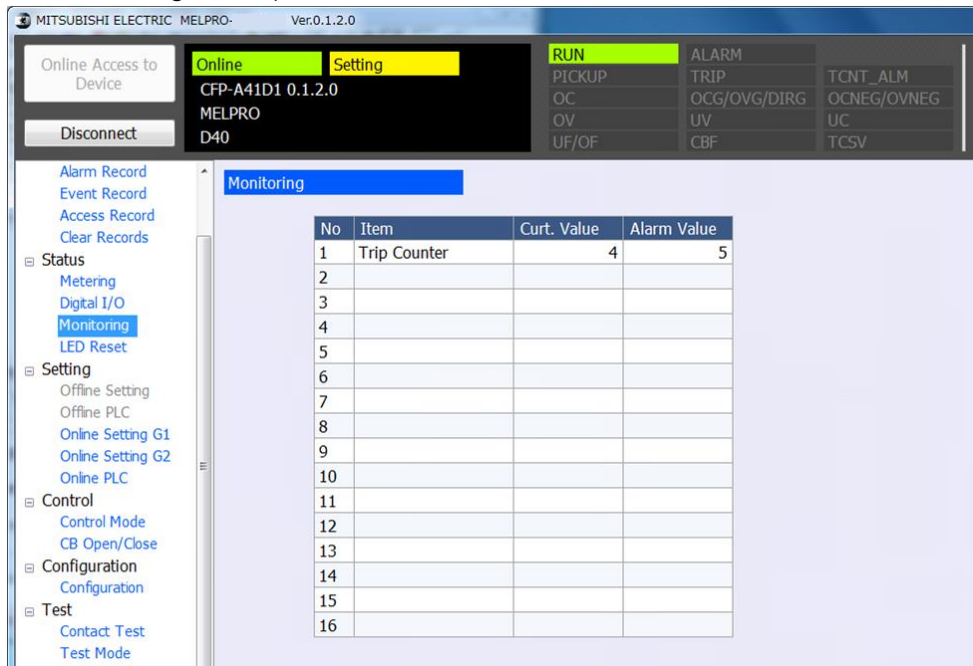 MITSUBISHI ELECTRIC MELPRO- Ver.0.1.2.0
Online Access to
Device
Disconnect
Online Setting
CFP-A41D1 0.1.2.0
MELPRO
D40
RUN ALARM
PICKUP TRIP TCNT_ALM
OC OCG/OVG/DIRG OCNEG/OVNEG
OV UV UC
UF/OF CBF TCSV
Alarm Record
Event Record
Access Record
Clear Records
Status
Metering
Digital I/O
Monitoring
LED Reset
Setting
Offline Setting
Offline PLC
Online Setting G1
Online Setting G2
Online PLC
Control
Control Mode
CB Open/Close
Configuration
Configuration
Test
Contact Test
Test Mode
Monitoring
No Item Curt. Value Alarm Value
1 Trip Counter 4 5
2
3
4
5
6
7
8
9
10
11
12
13
14
15
16